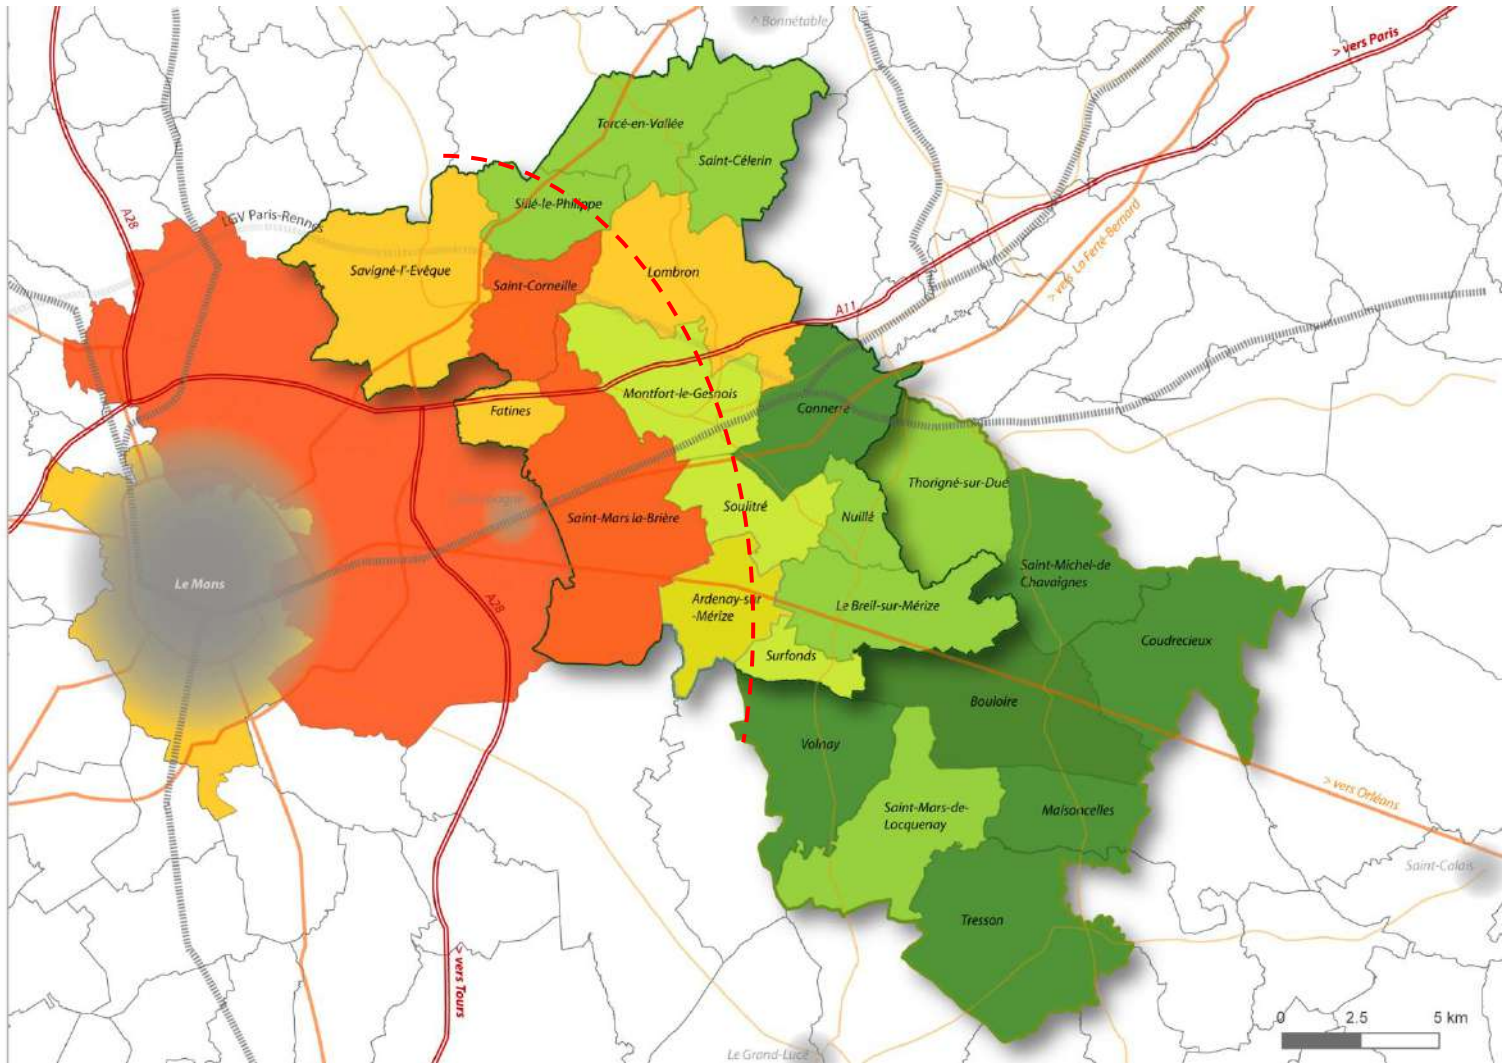 ^ Bonnétable
> vers Paris
Torcé-en-Vallée
Saint-Célerin
Sillé-le-Philippe
A28
LGV Paris-Rennes
> vers La Ferté-Bernard
Savigné-l'-Evêque
Saint-Corneille
Lombron
A11
Montfort-le-Gesnois
Fatines
Connerré
Thorigné-sur-Dué
Soulitré
Nuillé
Saint-Mars la-Brière
Le Mans
Saint-Michel-de
Chavaignes
A28
Ardenay-sur
-Mérize
Le Breil-sur-Mérize
Coudrecieux
Surfonds
Bouloire
Volnay
> vers Orléans
Saint-Mars-de-
Locquenay
Maisoncelles
Saint-Calais
Tresson
> vers Tours
0 2.5 5 km
Le Grand-Lucé